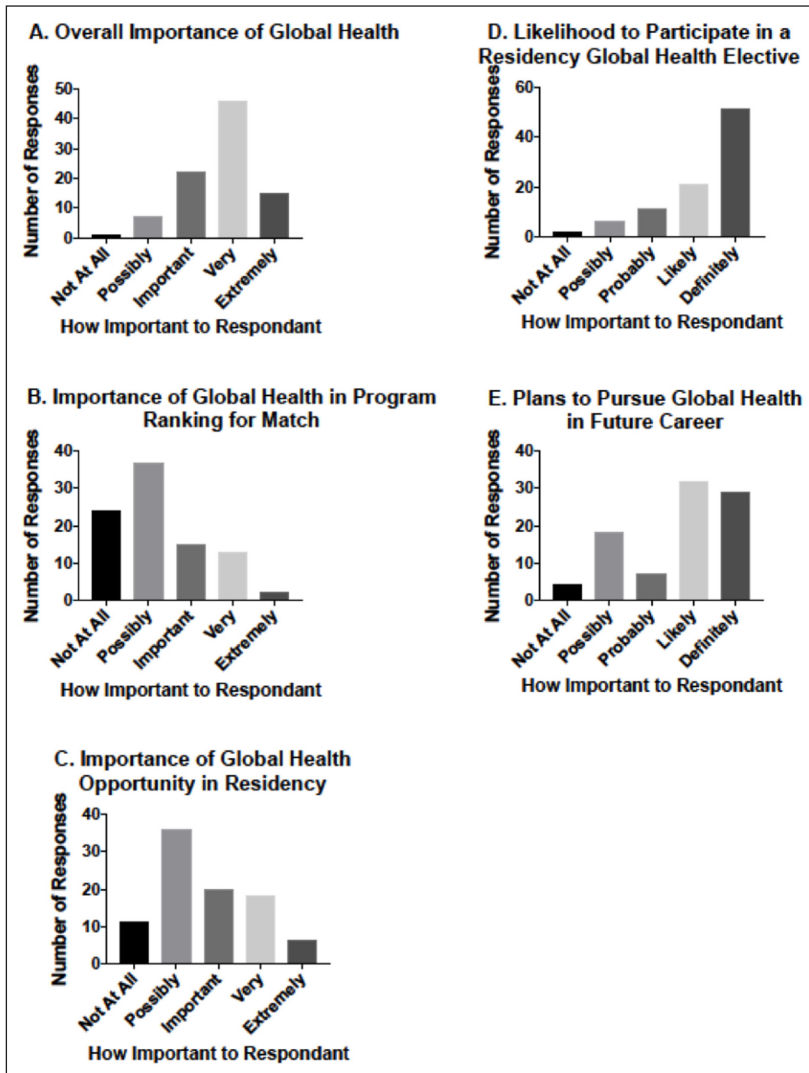 A. Overall Importance of Global Health
Number of Responses
50
40
30
20
10
0
Not At All
Possibly
Important
Very
Extremely
How Important to Respondant
B. Importance of Global Health in Program
Ranking for Match
Number of Responses
40
30
20
10
0
Not At All
Possibly
Important
Very
Extremely
How Important to Respondant
C. Importance of Global Health
Opportunity in Residency
Number of Responses
40
30
20
10
0
Not At All
Possibly
Important
Very
Extremely
How Important to Respondant
D. Likelihood to Participate in a
Residency Global Health Elective
Number of Responses
60
40
20
0
Not At All
Possibly
Probably
Likely
Definitely
How Important to Respondant
E. Plans to Pursue Global Health
in Future Career
Number of Responses
40
30
20
10
0
Not At All
Possibly
Probably
Likely
Definitely
How Important to Respondant